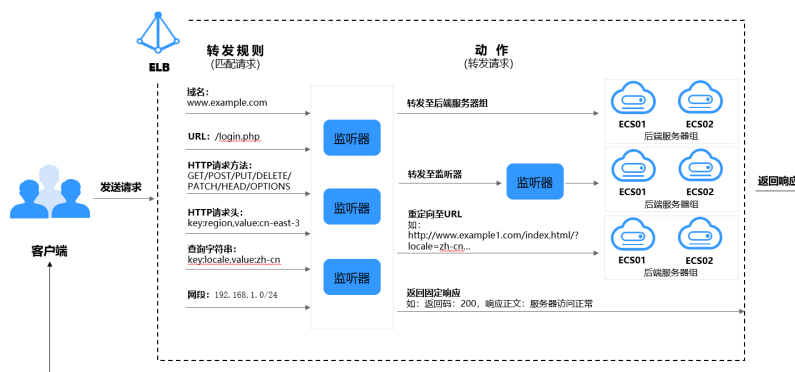 ELB
转发规则
(匹配请求)
动 作
(转发请求)
域名:
www.example.com
URL: /login.php
HTTP请求方法:
GET/POST/PUT/DELETE/
PATCH/HEAD/OPTIONS
HTTP请求头:
key:region,value:cn-east-3
查询字符串:
key:locale,value:zh-cn
网段: 192.168.1.0/24
监听器
监听器
监听器
转发至后端服务器组
转发至监听器
监听器
重定向至URL
如:
http://www.example1.com/index.html/?
locale=zh-cn...
返回固定响应
如: 返回码: 200, 响应正文: 服务器访问正常
ECS01
ECS02
后端服务器组
ECS01
ECS02
后端服务器组
ECS01
ECS02
后端服务器组
客户端
发送请求
返回响应